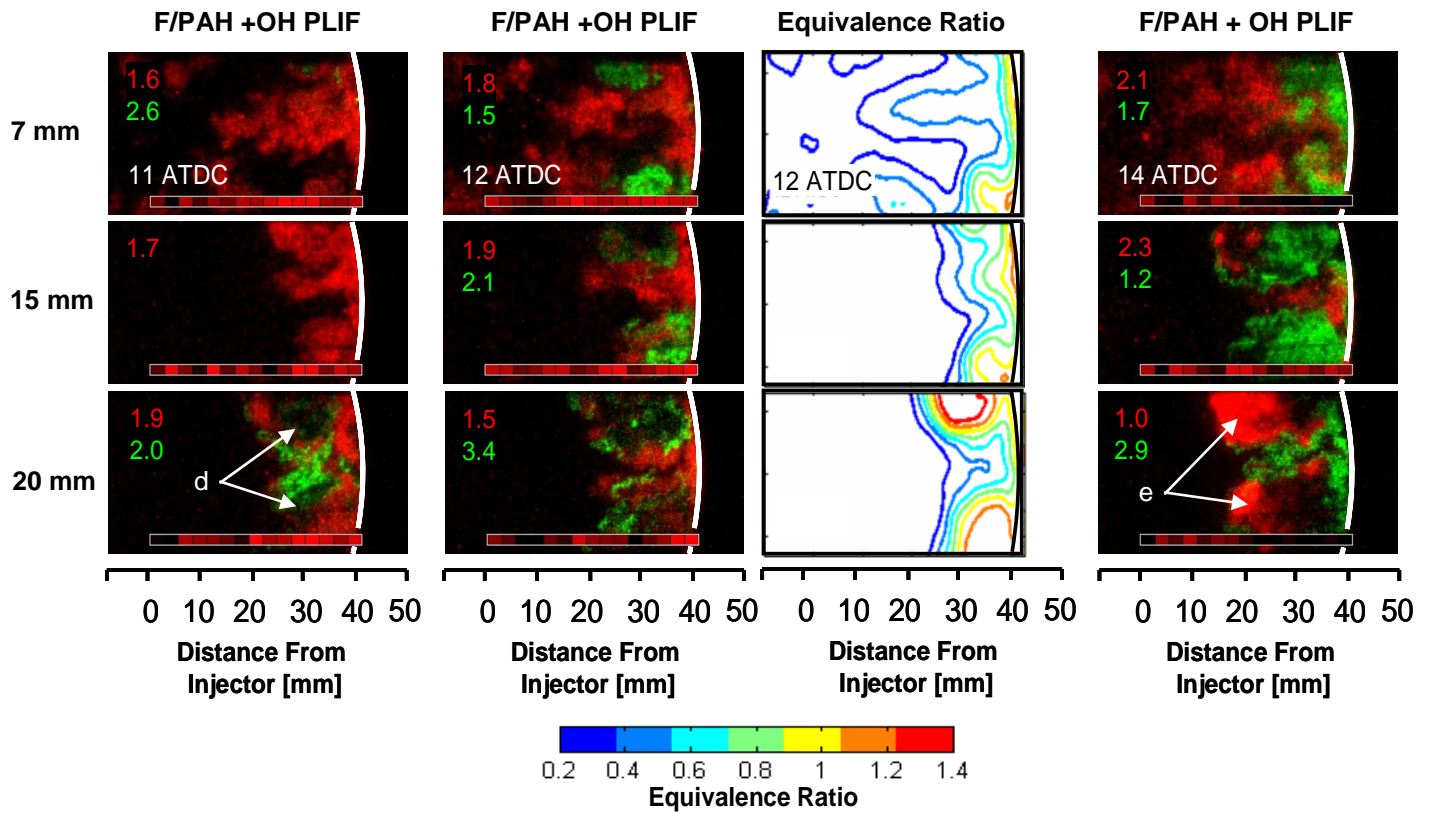 F/PAH +OH PLIF F/PAH +OH PLIF Equivalence Ratio F/PAH + OH PLIF
7 mm
1.6
2.6
11 ATDC
1.8
1.5
12 ATDC
12 ATDC
2.1
1.7
14 ATDC
15 mm
1.7
1.9
2.1
2.3
1.2
20 mm
1.9
2.0
d
1.5
3.4
1.0
2.9
e
0 10 20 30 40 50 0 10 20 30 40 50 0 10 20 30 40 50 0 10 20 30 40 50
Distance From Distance From Distance From Distance From
Injector [mm] Injector [mm] Injector [mm] Injector [mm]
0.2 0.4 0.6 0.8 1 1.2 1.4
Equivalence Ratio